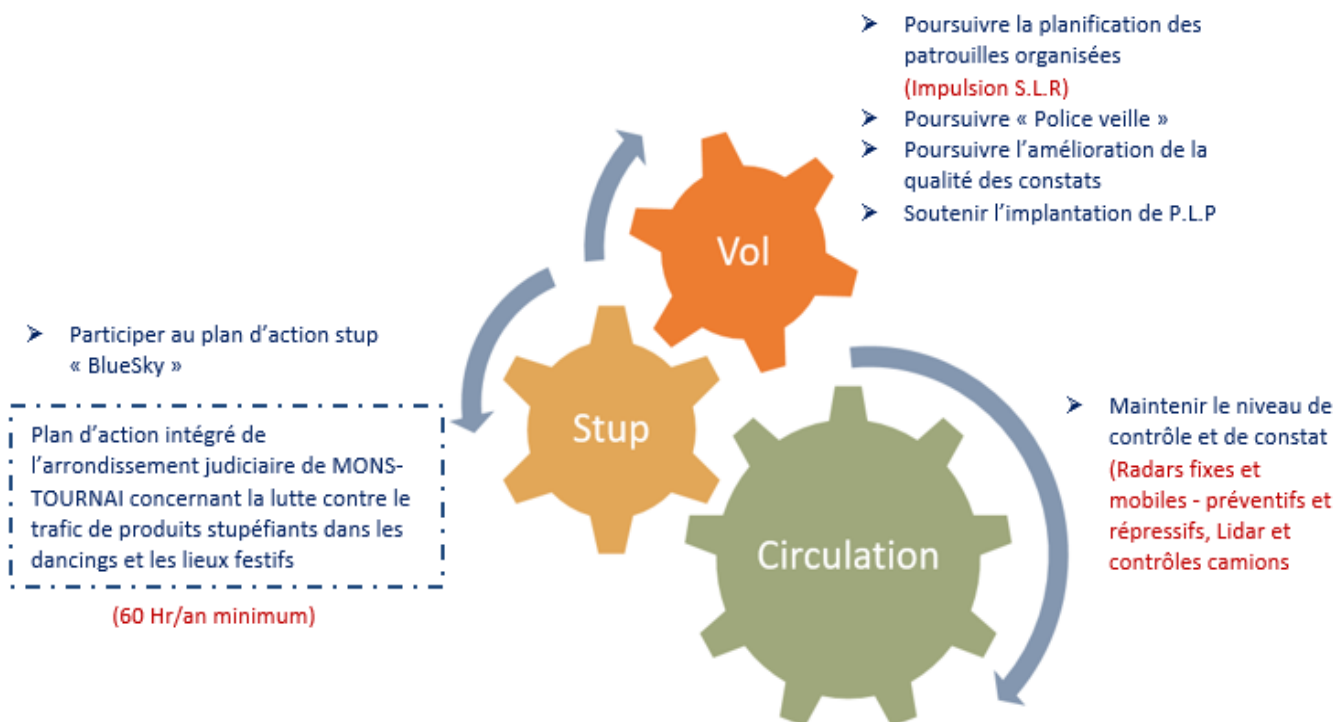 ➢ Poursuivre la planification des
patrouilles organisées
(Impulsion S.L.R)
➢ Poursuivre « Police veille »
➢ Poursuivre l’amélioration de la
qualité des constats
➢ Soutenir l’implantation de P.L.P
Vol
➢ Participer au plan d’action stup
« BlueSky »
Plan d’action intégré de
l’arrondissement judiciaire de MONS-
TOURNAI concernant la lutte contre le
trafic de produits stupéfiants dans les
dancings et les lieux festifs
(60 Hr/an minimum)
Stup
Circulation
➢ Maintenir le niveau de
contrôle et de constat
(Radars fixes et
mobiles - préventifs et
répressifs, Lidar et
contrôles camions